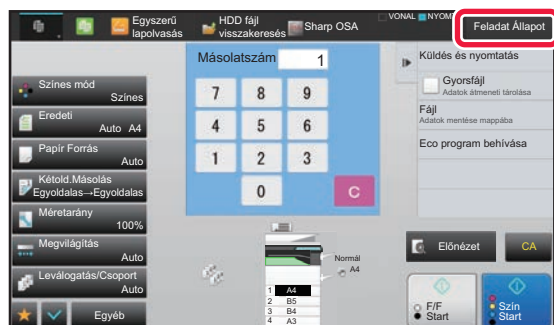 Egyszerű lapolvasás
HDD fájl visszakeresés
Sharp OSA
VONAL
NYOM
Feladat Állapot
Másolatszám
1
Színes mód
Színes
Eredeti
Auto A4
Papír Forrás
Auto
Kétold.Másolás
Egyoldalas→Egyoldalas
Méretarány
100%
Megvilágítás
Auto
Leválogatás/Csoport
Auto
Egyéb
7 8 9
4 5 6
1 2 3
0 C
Normál
A4
1 A4
2 B5
3 B4
4 A3
Küldés és nyomtatás
Gyorsfájl
Adatok átmeneti tárolása
Fájl
Adatok mentése mappába
Eco program behívása
Előnézet
CA
F/F
Start
Szín
Start